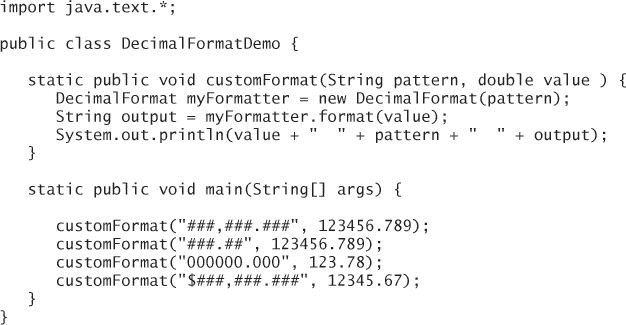 import java.text.*;
public class DecimalFormatDemo {
static public void customFormat(String pattern, double value ) {
DecimalFormat myFormatter = new DecimalFormat(pattern);
String output = myFormatter.format(value);
System.out.println(value + "  " + pattern + "  " + output);
}
static public void main(String[] args) {
customFormat("###,###.###", 123456.789);
customFormat("###.##", 123456.789);
customFormat("000000.000", 123.78);
customFormat("$###,###.###", 12345.67);
}
}